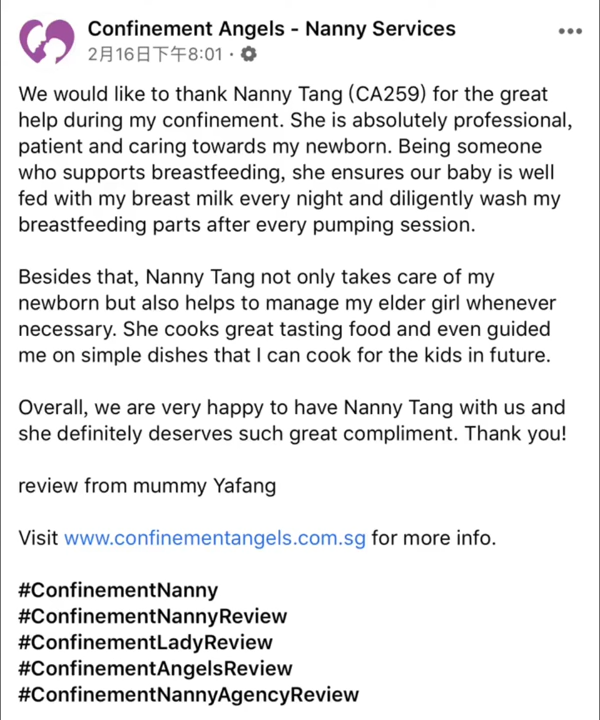 Confinement Angels - Nanny Services
2月16日下午8:01 ·
We would like to thank Nanny Tang (CA259) for the great
help during my confinement. She is absolutely professional,
patient and caring towards my newborn. Being someone
who supports breastfeeding, she ensures our baby is well
fed with my breast milk every night and diligently wash my
breastfeeding parts after every pumping session.
Besides that, Nanny Tang not only takes care of my
newborn but also helps to manage my elder girl whenever
necessary. She cooks great tasting food and even guided
me on simple dishes that I can cook for the kids in future.
Overall, we are very happy to have Nanny Tang with us and
she definitely deserves such great compliment. Thank you!
review from mummy Yafang
Visit www.confinementangels.com.sg for more info.
#ConfinementNanny
#ConfinementNannyReview
#ConfinementLadyReview
#ConfinementAngelsReview
#ConfinementNannyAgencyReview